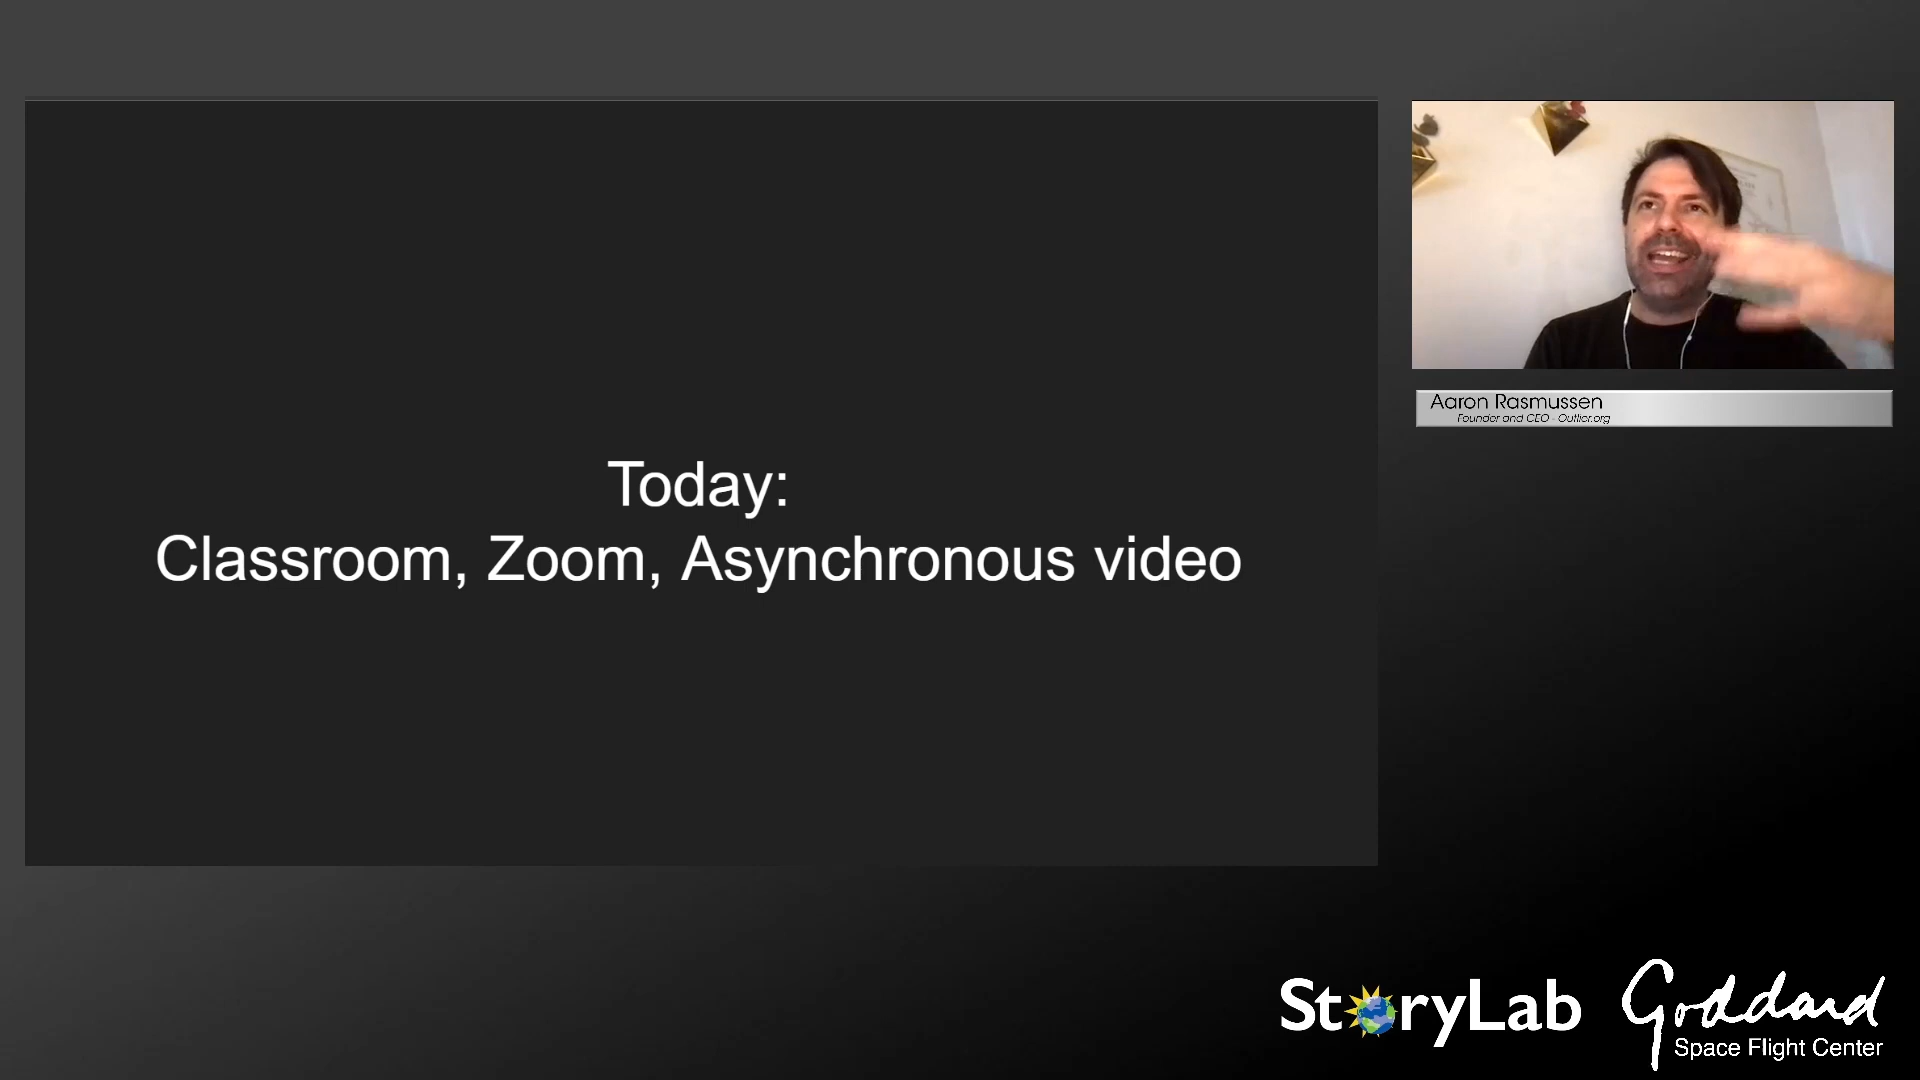 Today:
Classroom, Zoom, Asynchronous video
Aaron Rasmussen
Founder and CEO - Outlier.org
StoryLab
Goddard
Space Flight Center